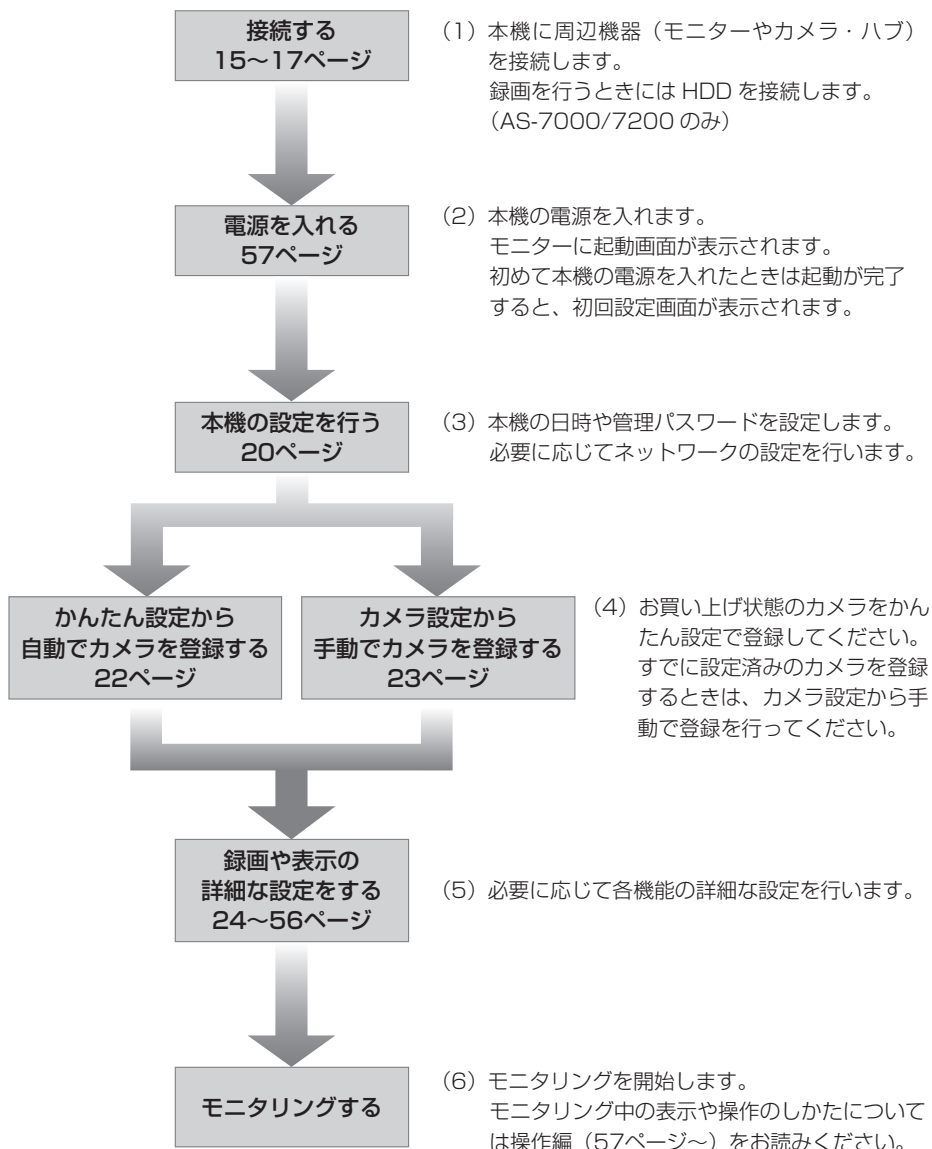 接続する
15～17ページ
（1）本機に周辺機器（モニターやカメラ・ハブ）
を接続します。
録画を行うときには HDD を接続します。
（AS-7000/7200 のみ）
電源を入れる
57ページ
（2）本機の電源を入れます。
モニターに起動画面が表示されます。
初めて本機の電源を入れたときは起動が完了
すると、初回設定画面が表示されます。
本機の設定を行う
20ページ
（3）本機の日時や管理パスワードを設定します。
必要に応じてネットワークの設定を行います。
かんたん設定から
自動でカメラを登録する
22ページ
カメラ設定から
手動でカメラを登録する
23ページ
（4）お買い上げ状態のカメラをかん
たん設定で登録してください。
すでに設定済みのカメラを登録
するときは、カメラ設定から手
動で登録を行ってください。
録画や表示の
詳細な設定をする
24～56ページ
（5）必要に応じて各機能の詳細な設定を行います。
モニタリングする
（6）モニタリングを開始します。
モニタリング中の表示や操作のしかたについて
は操作編（57ページ～）をお読みください。